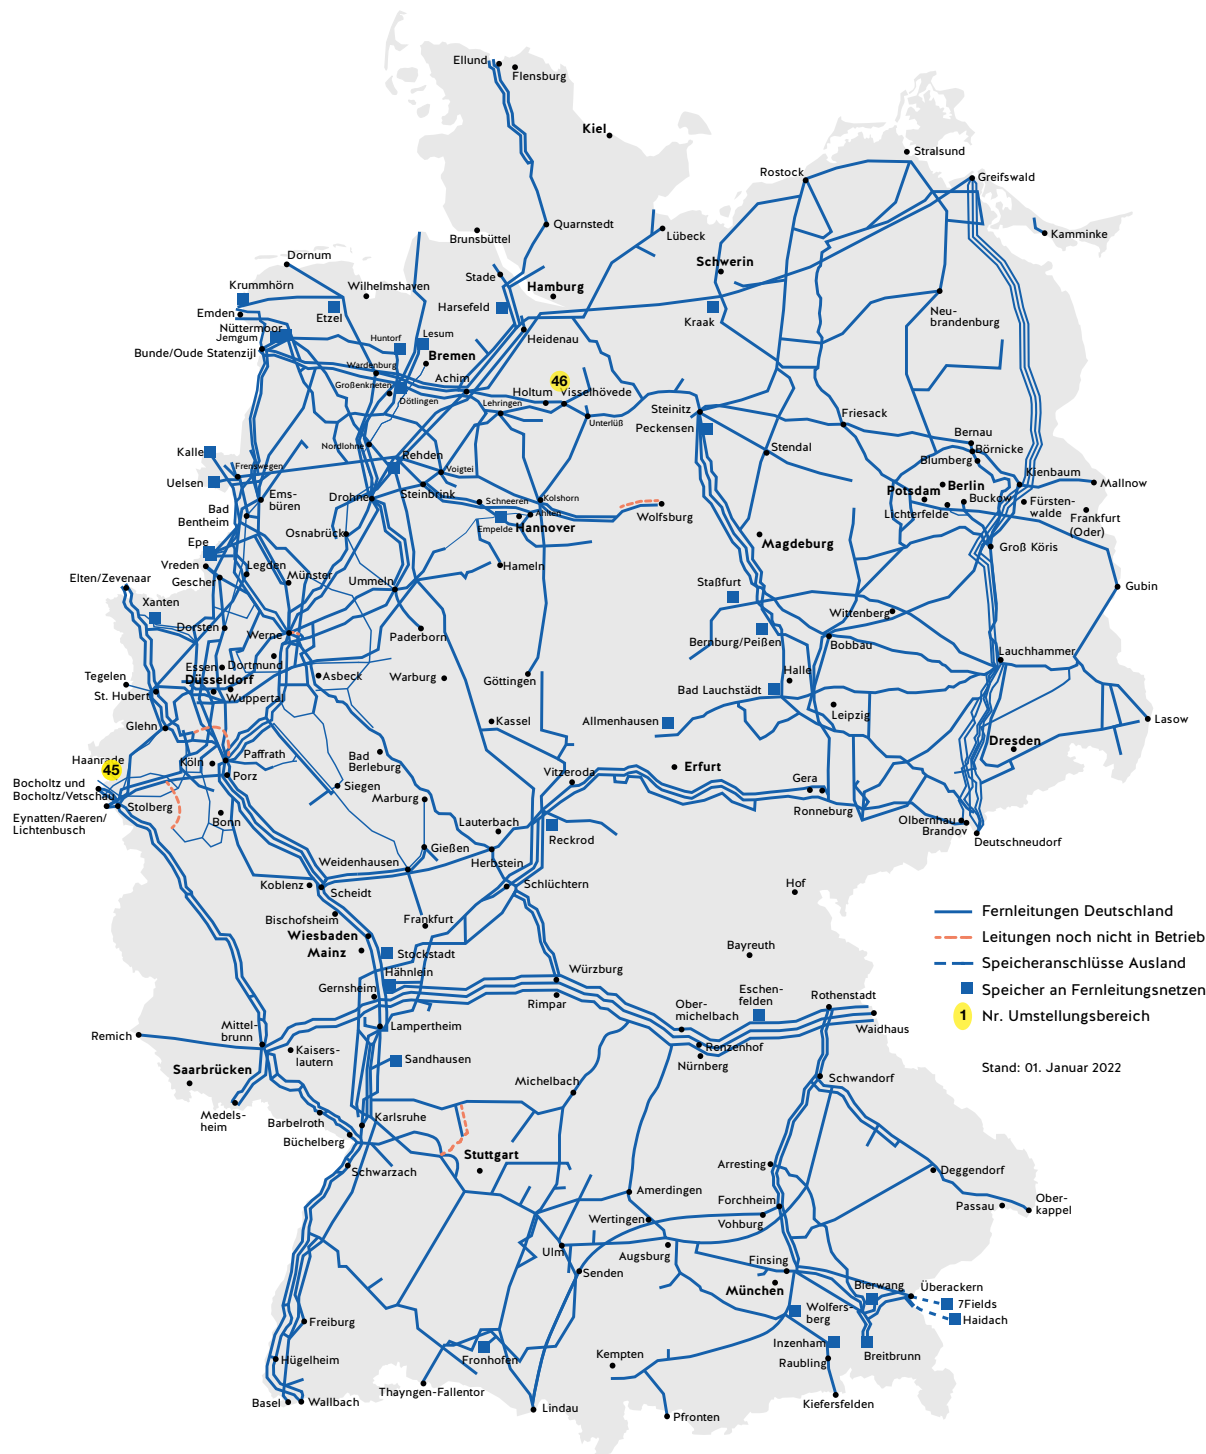 Ellund
Flensburg
Kiel
Stralsund
Rostock
Greifswald
Quarnstedt
Brunsbüttel
Lübeck
Kamminke
Dornum
Schwerin
Stade
Krummhörn
Wilhelmshaven
Hamburg
Harsefeld
Emden
Etzel
Kraak
Neu-
brandenburg
Nüttermoor
Jemgum
Huntorf
Lesum
Heidenau
Bunde/Oude Statenzijl
Bremen
Wardenburg
Achim
46
Großenkneten
Dötlingen
Holtum
Visselhövede
Lehringen
Unterlüß
Steinitz
Peckensen
Friesack
Bernau
Börnicke
Blumberg
Nordlohne
Rehden
Stendal
Kalle
Frenswegen
Voigtei
Kienbaum
Mallnow
Uelsen
Ems-
büren
Drohne
Steinbrink
Schneeren
Kolshorn
Potsdam
Berlin
Buckow
Lichterfelde
Fürsten-
walde
Frankfurt
(Oder)
Bad
Bentheim
Empelde
Ahlten
Hannover
Wolfsburg
Osnabrück
Magdeburg
Groß Köris
Epe
Vreden
Legden
Gescher
Münster
Ummeln
Hameln
Elten/Zevenaar
Staßfurt
Gubin
Xanten
Wittenberg
Dorsten
Werne
Paderborn
Bernburg/Peißen
Bobbau
Lauchhammer
Essen
Dortmund
Tegelen
Düsseldorf
Asbeck
Warburg
Göttingen
Halle
St. Hubert
Wuppertal
Bad Lauchstädt
Leipzig
Glehn
Kassel
Allmenhausen
Lasow
Dresden
Haanrade
45
Köln
Paffrath
Bad
Berleburg
Porz
Vitzeroda
Erfurt
Gera
Bocholtz und
Bocholtz/Vetschau
Siegen
Marburg
Ronneburg
Stolberg
Eynatten/Raeren/
Lichtenbusch
Bonn
Lauterbach
Reckrod
Olbernhau
Brandov
Deutschneudorf
Gießen
Weidenhausen
Herbstein
Koblenz
Scheidt
Schlüchtern
Hof
Bischofsheim
Frankfurt
Fernleitungen Deutschland
Wiesbaden
Leitungen noch nicht in Betrieb
Mainz
Stockstadt
Bayreuth
Speicheranschlüsse Ausland
Hähnlein
Würzburg
Speicher an Fernleitungsnetzen
Gernsheim
Rimpar
Eschen-
felden
Rothenstadt
Ober-
michelbach
1
Nr. Umstellungsbereich
Mittel-
brunn
Lampertheim
Waidhaus
Remich
Kaisers-
lautern
Sandhausen
Renzenhof
Nürnberg
Stand: 01. Januar 2022
Saarbrücken
Michelbach
Schwandorf
Medels-
heim
Barbelroth
Karlsruhe
Büchelberg
Stuttgart
Schwarzach
Arresting
Deggendorf
Amerdingen
Forchheim
Passau
Ober-
kappel
Wertingen
Vohburg
Ulm
Augsburg
Finsing
Senden
München
Bierwang
Überackern
7Fields
Haidach
Wolfers-
berg
Freiburg
Inzenham
Breitbrunn
Hügelheim
Fronhofen
Kempten
Raubling
Thayngen-Fallentor
Kiefersfelden
Basel
Wallbach
Lindau
Pfronten